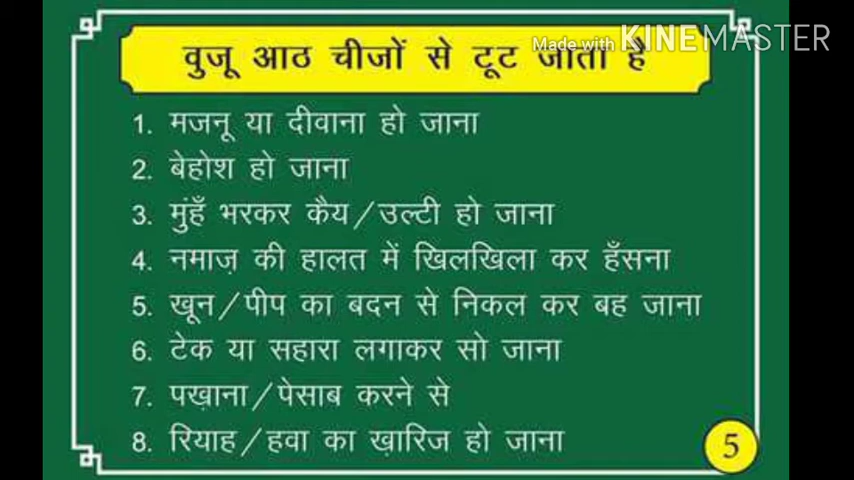 वुजू आठ चीजों से टूट जाता है
Made with KINEMASTER
1. मजनू या दीवाना हो जाना
2. बेहोश हो जाना
3. मुंहँ भरकर कैय/उल्टी हो जाना
4. नमाज़ की हालत में खिलखिला कर हँसना
5. खून/पीप का बदन से निकल कर बह जाना
6. टेक या सहारा लगाकर सो जाना
7. पख़ाना/पेसाब करने से
8. रियाह/हवा का ख़ारिज हो जाना
5